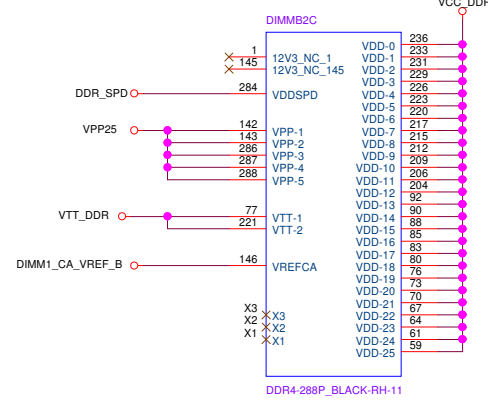 VCC_DDR
DIMMB2C
1 12V3_NC_1
145 12V3_NC_145
DDR_SPD 284 VDDSPD
VPP25 142 VPP-1
143 VPP-2
286 VPP-3
287 VPP-4
288 VPP-5
VTT_DDR 77 VTT-1
221 VTT-2
DIMM1_CA_VREF_B 146 VREFCA
X3 X3
X2 X2
X1 X1
VDD-0 236
VDD-1 233
VDD-2 231
VDD-3 229
VDD-4 226
VDD-5 223
VDD-6 220
VDD-7 217
VDD-8 215
VDD-9 212
VDD-10 209
VDD-11 206
VDD-12 204
VDD-13 92
VDD-14 90
VDD-15 88
VDD-16 85
VDD-17 83
VDD-18 80
VDD-19 76
VDD-20 73
VDD-21 70
VDD-22 67
VDD-23 64
VDD-24 61
VDD-25 59
DDR4-288P_BLACK-RH-11